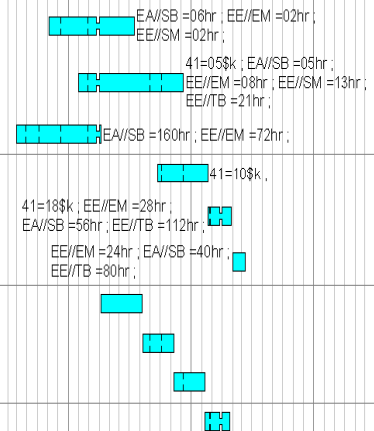 EA//SB =06hr ; EE//EM =02hr ;
EE//SM =02hr ;
41=05$k ; EA//SB =05hr ;
EE//EM =08hr ; EE//SM =13hr ;
EE//TB =21hr ;
EA//SB =160hr ; EE//EM =72hr ;
41=10$k ,
41=18$k ; EE//EM =28hr ;
EA//SB =56hr ; EE//TB =112hr ;
EE//EM =24hr ; EA//SB =40hr ;
EE//TB =80hr ;